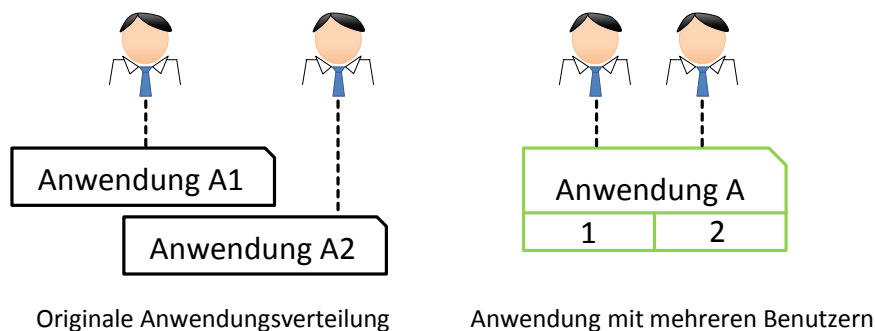 Anwendung A1
Anwendung A2
Anwendung A
1 2
Originale Anwendungsverteilung
Anwendung mit mehreren Benutzern